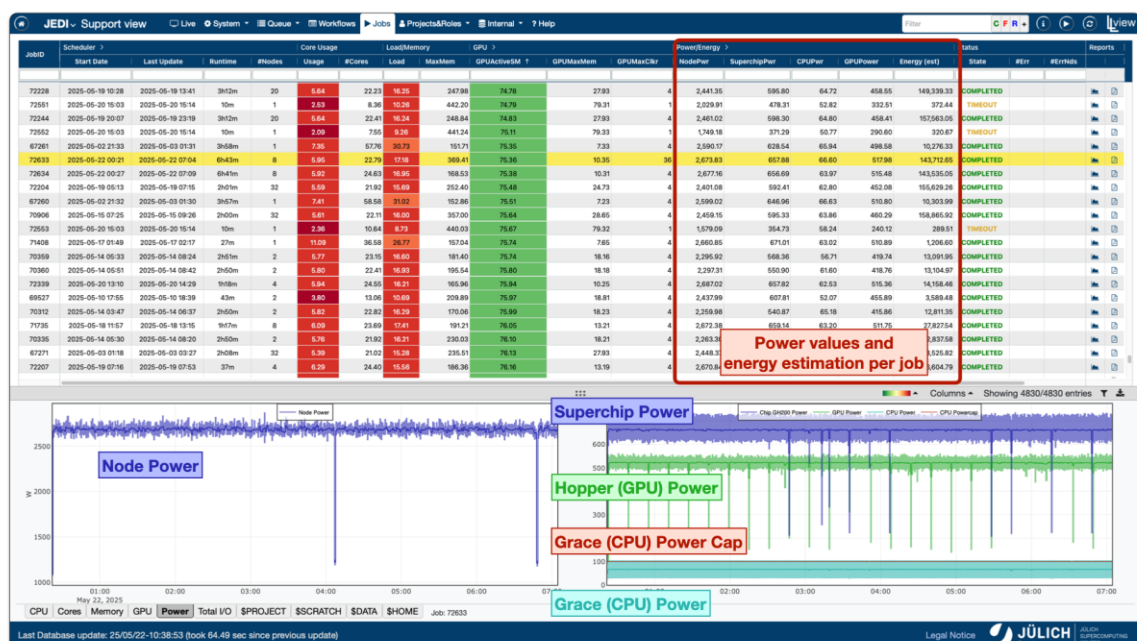 JEDI Support view Live System Queue Workflows Jobs Projects&Roles Internal ? Help Filter C F R + LLview
JobID Scheduler > Core Usage Load/Memory GPU > Power/Energy > Status Reports
Start Date Last Update Runtime #Nodes Usage #Cores Load MaxMem GPUActiveSM ↑ GPUMaxMem GPUMaxClkr NodePwr SuperchipPwr CPUPwr GPUPower Energy (est) State #Err #ErrNds
72228 2025-05-19 10:28 2025-05-19 13:41 3h12m 20 5.64 22.23 16.25 247.98 74.78 27.93 4 2,441.35 595.80 64.72 458.55 149,339.33 COMPLETED
72551 2025-05-20 15:03 2025-05-20 15:14 10m 1 2.53 8.36 10.26 442.20 74.79 79.31 1 2,029.91 478.31 52.82 332.51 372.44 TIMEOUT
72244 2025-05-19 20:07 2025-05-19 23:19 3h12m 20 5.64 22.41 16.24 248.84 74.83 27.93 4 2,461.02 598.30 64.80 458.41 157,563.05 COMPLETED
72552 2025-05-20 15:03 2025-05-20 15:14 10m 1 2.09 7.55 9.26 441.24 75.11 79.33 1 1,749.18 371.29 50.77 290.60 320.67 TIMEOUT
67261 2025-05-02 21:33 2025-05-03 01:31 3h58m 1 7.35 57.76 30.73 151.71 75.35 7.33 4 2,590.17 628.54 65.94 498.58 10,276.33 COMPLETED
72633 2025-05-22 00:21 2025-05-22 07:04 6h43m 8 5.95 22.79 17.18 369.41 75.36 10.35 36 2,673.83 657.88 66.60 517.98 143,712.65 COMPLETED
72634 2025-05-22 00:27 2025-05-22 07:09 6h41m 8 5.92 24.63 16.95 168.53 75.38 10.31 4 2,677.16 656.69 63.97 515.48 143,535.05 COMPLETED
72204 2025-05-19 05:13 2025-05-19 07:15 2h01m 32 5.59 21.92 15.69 252.40 75.48 24.73 4 2,401.08 592.41 62.80 452.08 155,629.26 COMPLETED
67260 2025-05-02 21:32 2025-05-03 01:30 3h57m 1 7.41 58.58 31.02 152.86 75.51 7.23 4 2,599.02 646.96 66.63 510.80 10,303.99 COMPLETED
70906 2025-05-15 07:25 2025-05-15 09:26 2h00m 32 5.61 22.11 16.00 357.00 75.64 28.65 4 2,459.15 595.33 63.86 460.29 158,865.92 COMPLETED
72553 2025-05-20 15:03 2025-05-20 15:14 10m 1 2.36 10.64 8.73 440.03 75.67 79.32 1 1,579.09 354.73 58.24 240.12 289.51 TIMEOUT
71408 2025-05-17 01:49 2025-05-17 02:17 27m 1 11.09 36.58 26.77 157.04 75.74 7.65 4 2,660.85 671.01 63.02 510.89 1,206.60 COMPLETED
70359 2025-05-14 05:33 2025-05-14 08:24 2h51m 2 5.77 23.15 16.60 181.40 75.74 18.16 4 2,295.92 568.36 56.71 419.74 13,091.95 COMPLETED
70360 2025-05-14 05:51 2025-05-14 08:42 2h50m 2 5.80 22.41 16.93 195.54 75.80 18.18 4 2,297.31 550.90 61.60 418.76 13,104.97 COMPLETED
72339 2025-05-20 13:10 2025-05-20 14:29 1h18m 4 5.94 24.55 16.21 165.96 75.94 10.25 4 2,687.02 657.82 62.53 515.36 14,158.46 COMPLETED
69527 2025-05-10 17:55 2025-05-10 18:39 43m 2 3.80 13.06 10.69 209.89 75.97 18.81 4 2,437.99 607.81 52.07 455.89 3,589.48 COMPLETED
70312 2025-05-14 03:47 2025-05-14 06:37 2h50m 2 5.82 22.82 16.29 170.06 75.99 18.23 4 2,259.98 540.87 65.18 415.86 12,811.35 COMPLETED
71735 2025-05-18 11:57 2025-05-18 13:15 1h17m 8 6.09 23.69 17.41 191.21 76.05 13.21 4 2,672.38 659.14 63.20 511.75 27,827.54 COMPLETED
70335 2025-05-14 05:30 2025-05-14 08:20 2h50m 2 5.76 21.92 16.21 230.03 76.10 18.21 4 2,263.3 2,837.58 COMPLETED
67271 2025-05-03 01:18 2025-05-03 03:27 2h08m 32 5.39 21.02 15.28 235.51 76.13 27.93 4 2,448.3 ,525.82 COMPLETED
72207 2025-05-19 07:16 2025-05-19 07:53 37m 4 6.29 24.40 15.56 186.36 76.16 13.19 4 2,670.8 ,604.79 COMPLETED
Power values and
energy estimation per job
Columns Showing 4830/4830 entries
Node Power
2500
2000
1500
1000
W
01:00 02:00 03:00 04:00 05:00 06:00 07:0
May 22, 2025
Node Power
Superchip Power
Chip GH200 Power GPU Power CPU Power CPU Powercap
600
500
Hopper (GPU) Power
300
Grace (CPU) Power Cap
100
0
Grace (CPU) Power
01:00 02:00 03:00 04:00 05:00 06:00 07:00
CPU Cores Memory GPU Power Total I/O $PROJECT $SCRATCH $DATA $HOME Job: 72633
Last Database update: 25/05/22-10:38:53 (took 64.49 sec since previous update) Legal Notice JÜLICH JÜLICH SUPERCOMPUTING